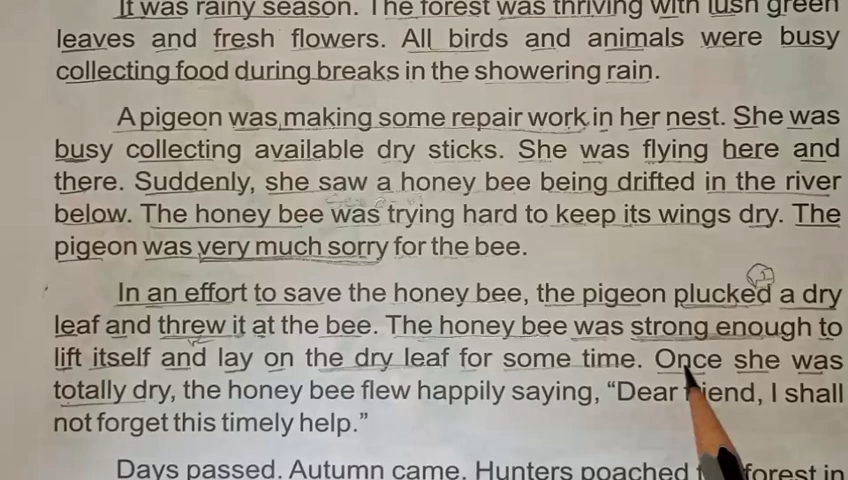 It was rainy season. The forest was thriving with lush green
leaves and fresh flowers. All birds and animals were busy
collecting food during breaks in the showering rain.
A pigeon was making some repair work in her nest. She was
busy collecting available dry sticks. She was flying here and
there. Suddenly, she saw a honey bee being drifted in the river
below. The honey bee was trying hard to keep its wings dry. The
pigeon was very much sorry for the bee.
In an effort to save the honey bee, the pigeon plucked a dry
leaf and threw it at the bee. The honey bee was strong enough to
lift itself and lay on the dry leaf for some time. Once she was
totally dry, the honey bee flew happily saying, “Dear friend, I shall
not forget this timely help.”
Days passed. Autumn came. Hunters poached forest in